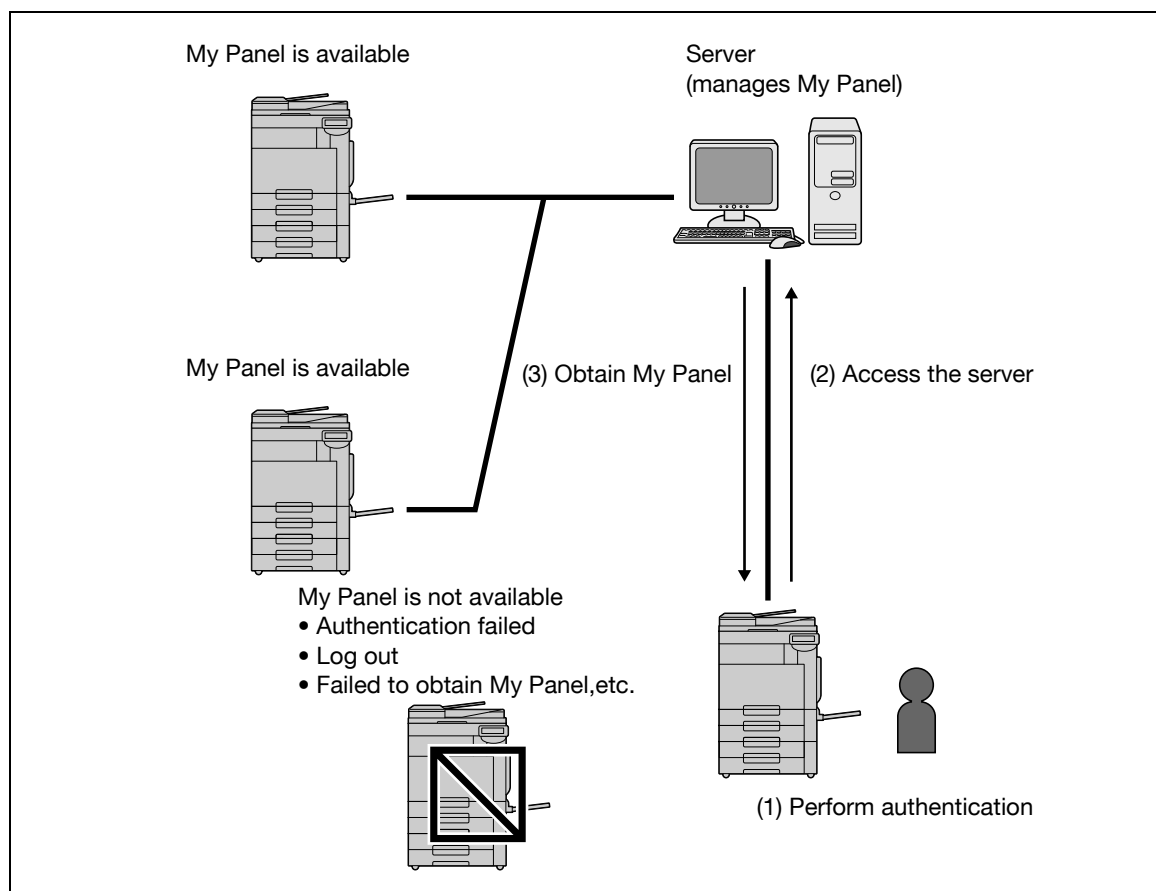 My Panel is available
Server
(manages My Panel)
My Panel is available
(3) Obtain My Panel
(2) Access the server
My Panel is not available
• Authentication failed
• Log out
• Failed to obtain My Panel,etc.
(1) Perform authentication